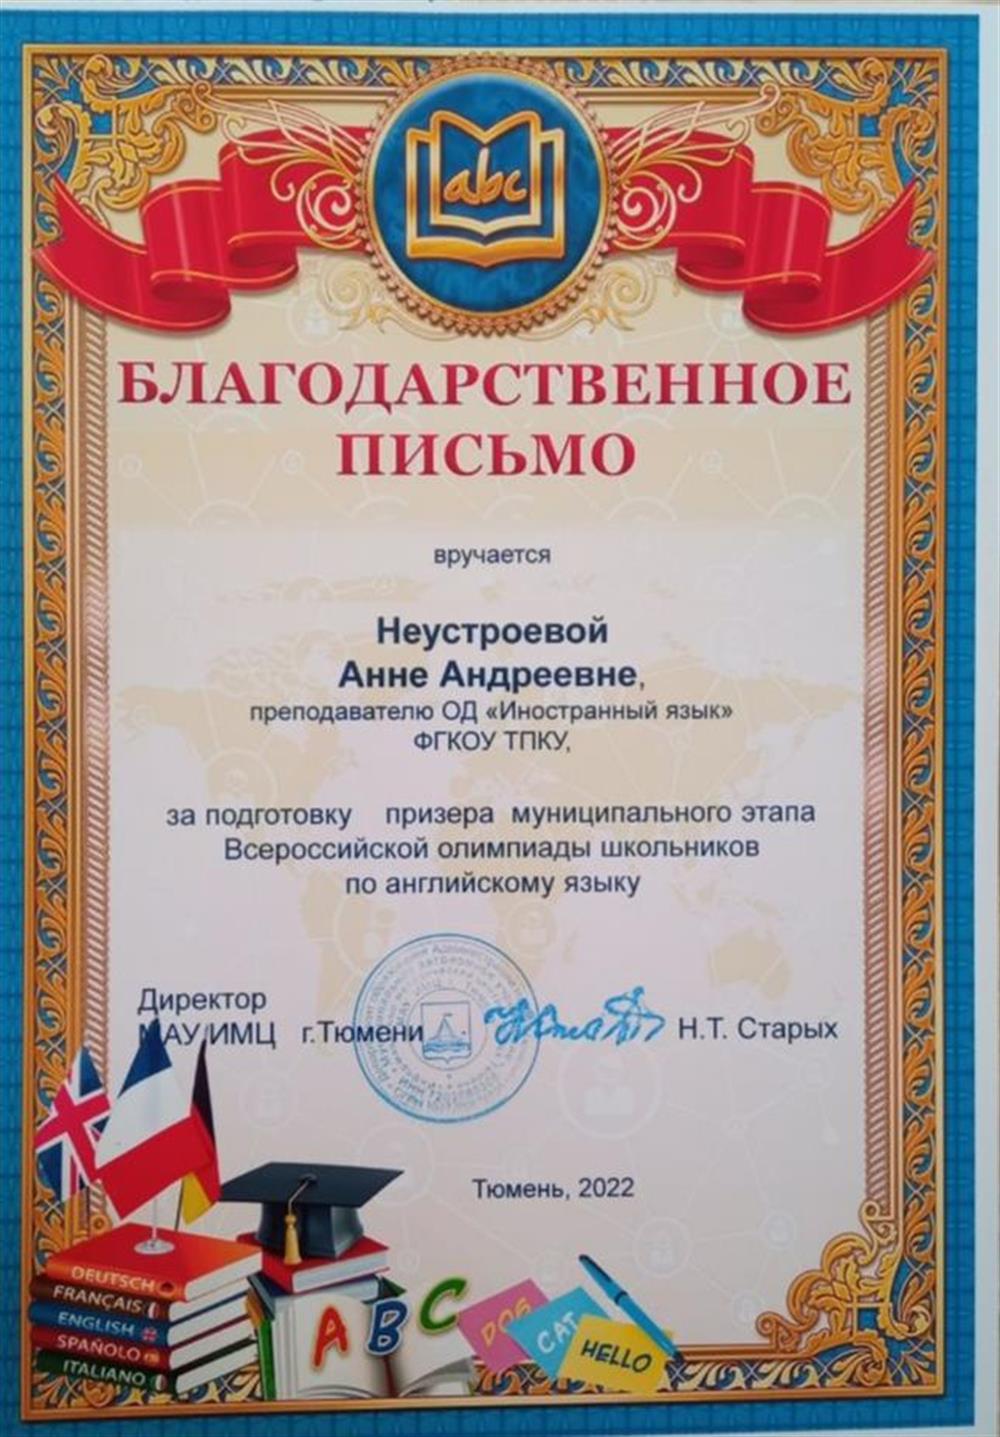 abc
БЛАГОДАРСТВЕННОЕ
ПИСЬМО
вручается
Неустроевой
Анне Андреевне,
преподавателю ОД «Иностранный язык»
ФГКОУ ТПКУ,
за подготовку призера муниципального этапа
Всероссийской олимпиады школьников
по английскому языку
Директор
МАУ ИМЦ г.Тюмени Н.Т. Старых
Тюмень, 2022
DEUTSCH
FRANÇAIS
ENGLISH
SPAÑOLO
ITALIANO
A B C
DOG
CAT
HELLO